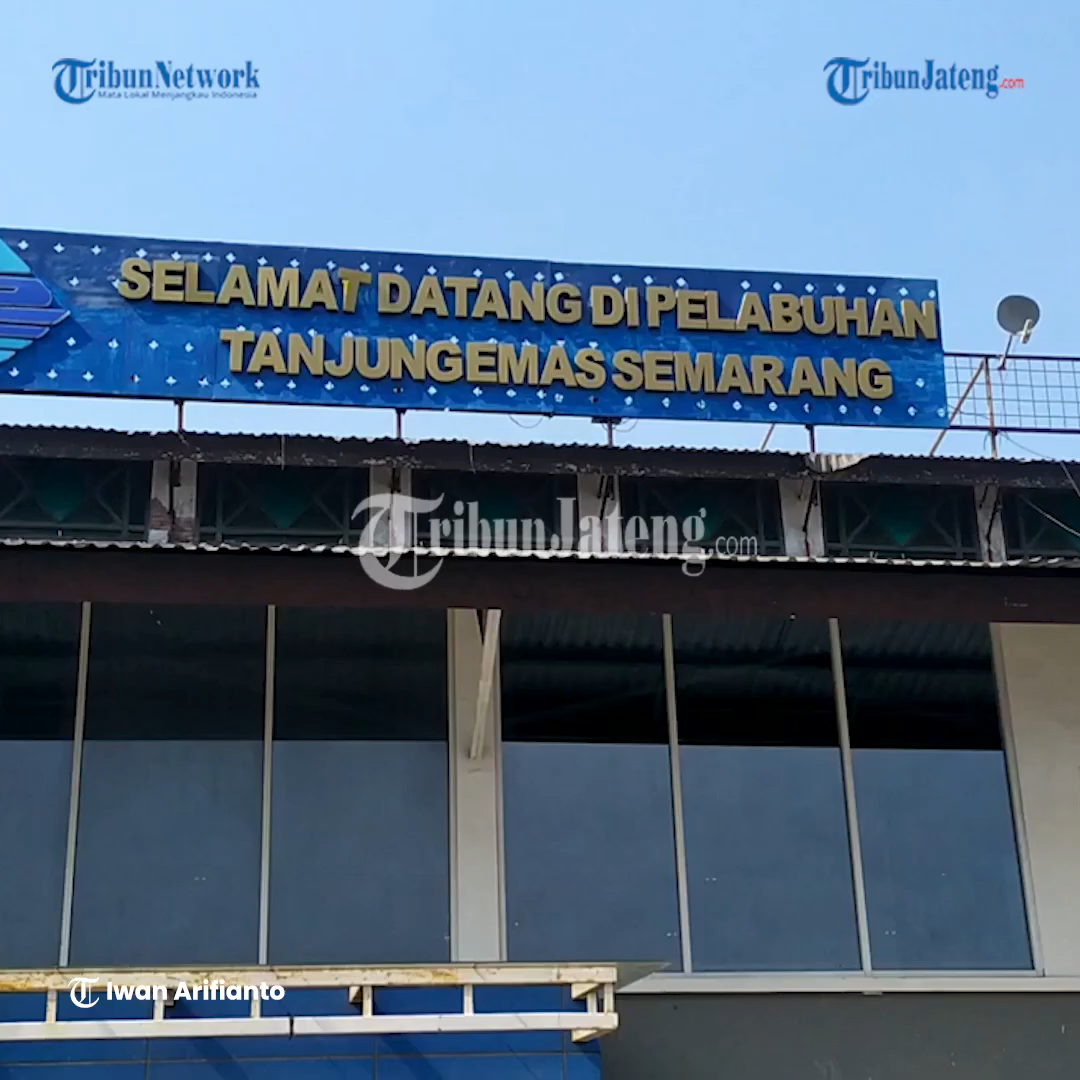 TribunNetwork
Mata Lokal Menjangkau Indonesia
TribunJateng.com
SELAMAT DATANG DI PELABUHAN
TANJUNGEMAS SEMARANG
TribunJateng.com
Iwan Arifianto